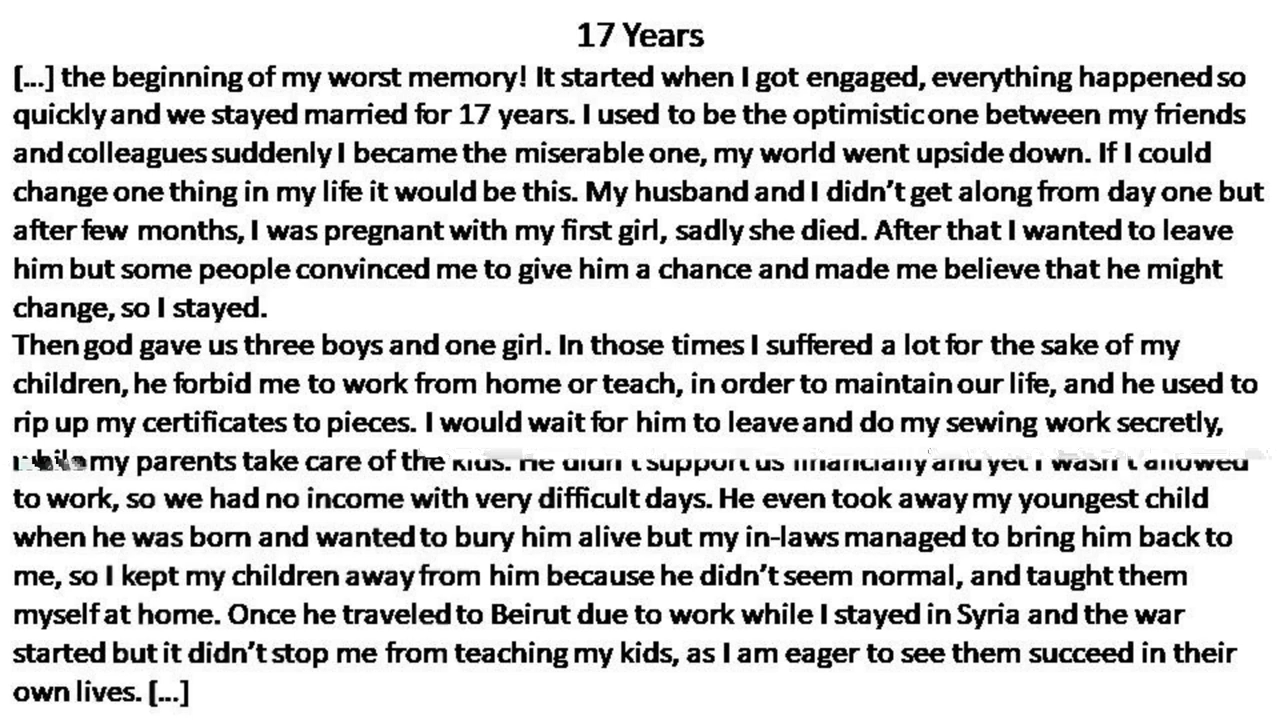 17 Years
[...] the beginning of my worst memory! It started when I got engaged, everything happened so
quickly and we stayed married for 17 years. I used to be the optimistic one between my friends
and colleagues suddenly I became the miserable one, my world went upside down. If I could
change one thing in my life it would be this. My husband and I didn't get along from day one but
after few months, I was pregnant with my first girl, sadly she died. After that I wanted to leave
him but some people convinced me to give him a chance and made me believe that he might
change, so I stayed.
Then god gave us three boys and one girl. In those times I suffered a lot for the sake of my
children, he forbid me to work from home or teach, in order to maintain our life, and he used to
rip up my certificates to pieces. I would wait for him to leave and do my sewing work secretly,
while my parents take care of the kids. He didn't support us financially and yet I wasn't allowed
to work, so we had no income with very difficult days. He even took away my youngest child
when he was born and wanted to bury him alive but my in-laws managed to bring him back to
me, so I kept my children away from him because he didn't seem normal, and taught them
myself at home. Once he traveled to Beirut due to work while I stayed in Syria and the war
started but it didn't stop me from teaching my kids, as I am eager to see them succeed in their
own lives. [...]